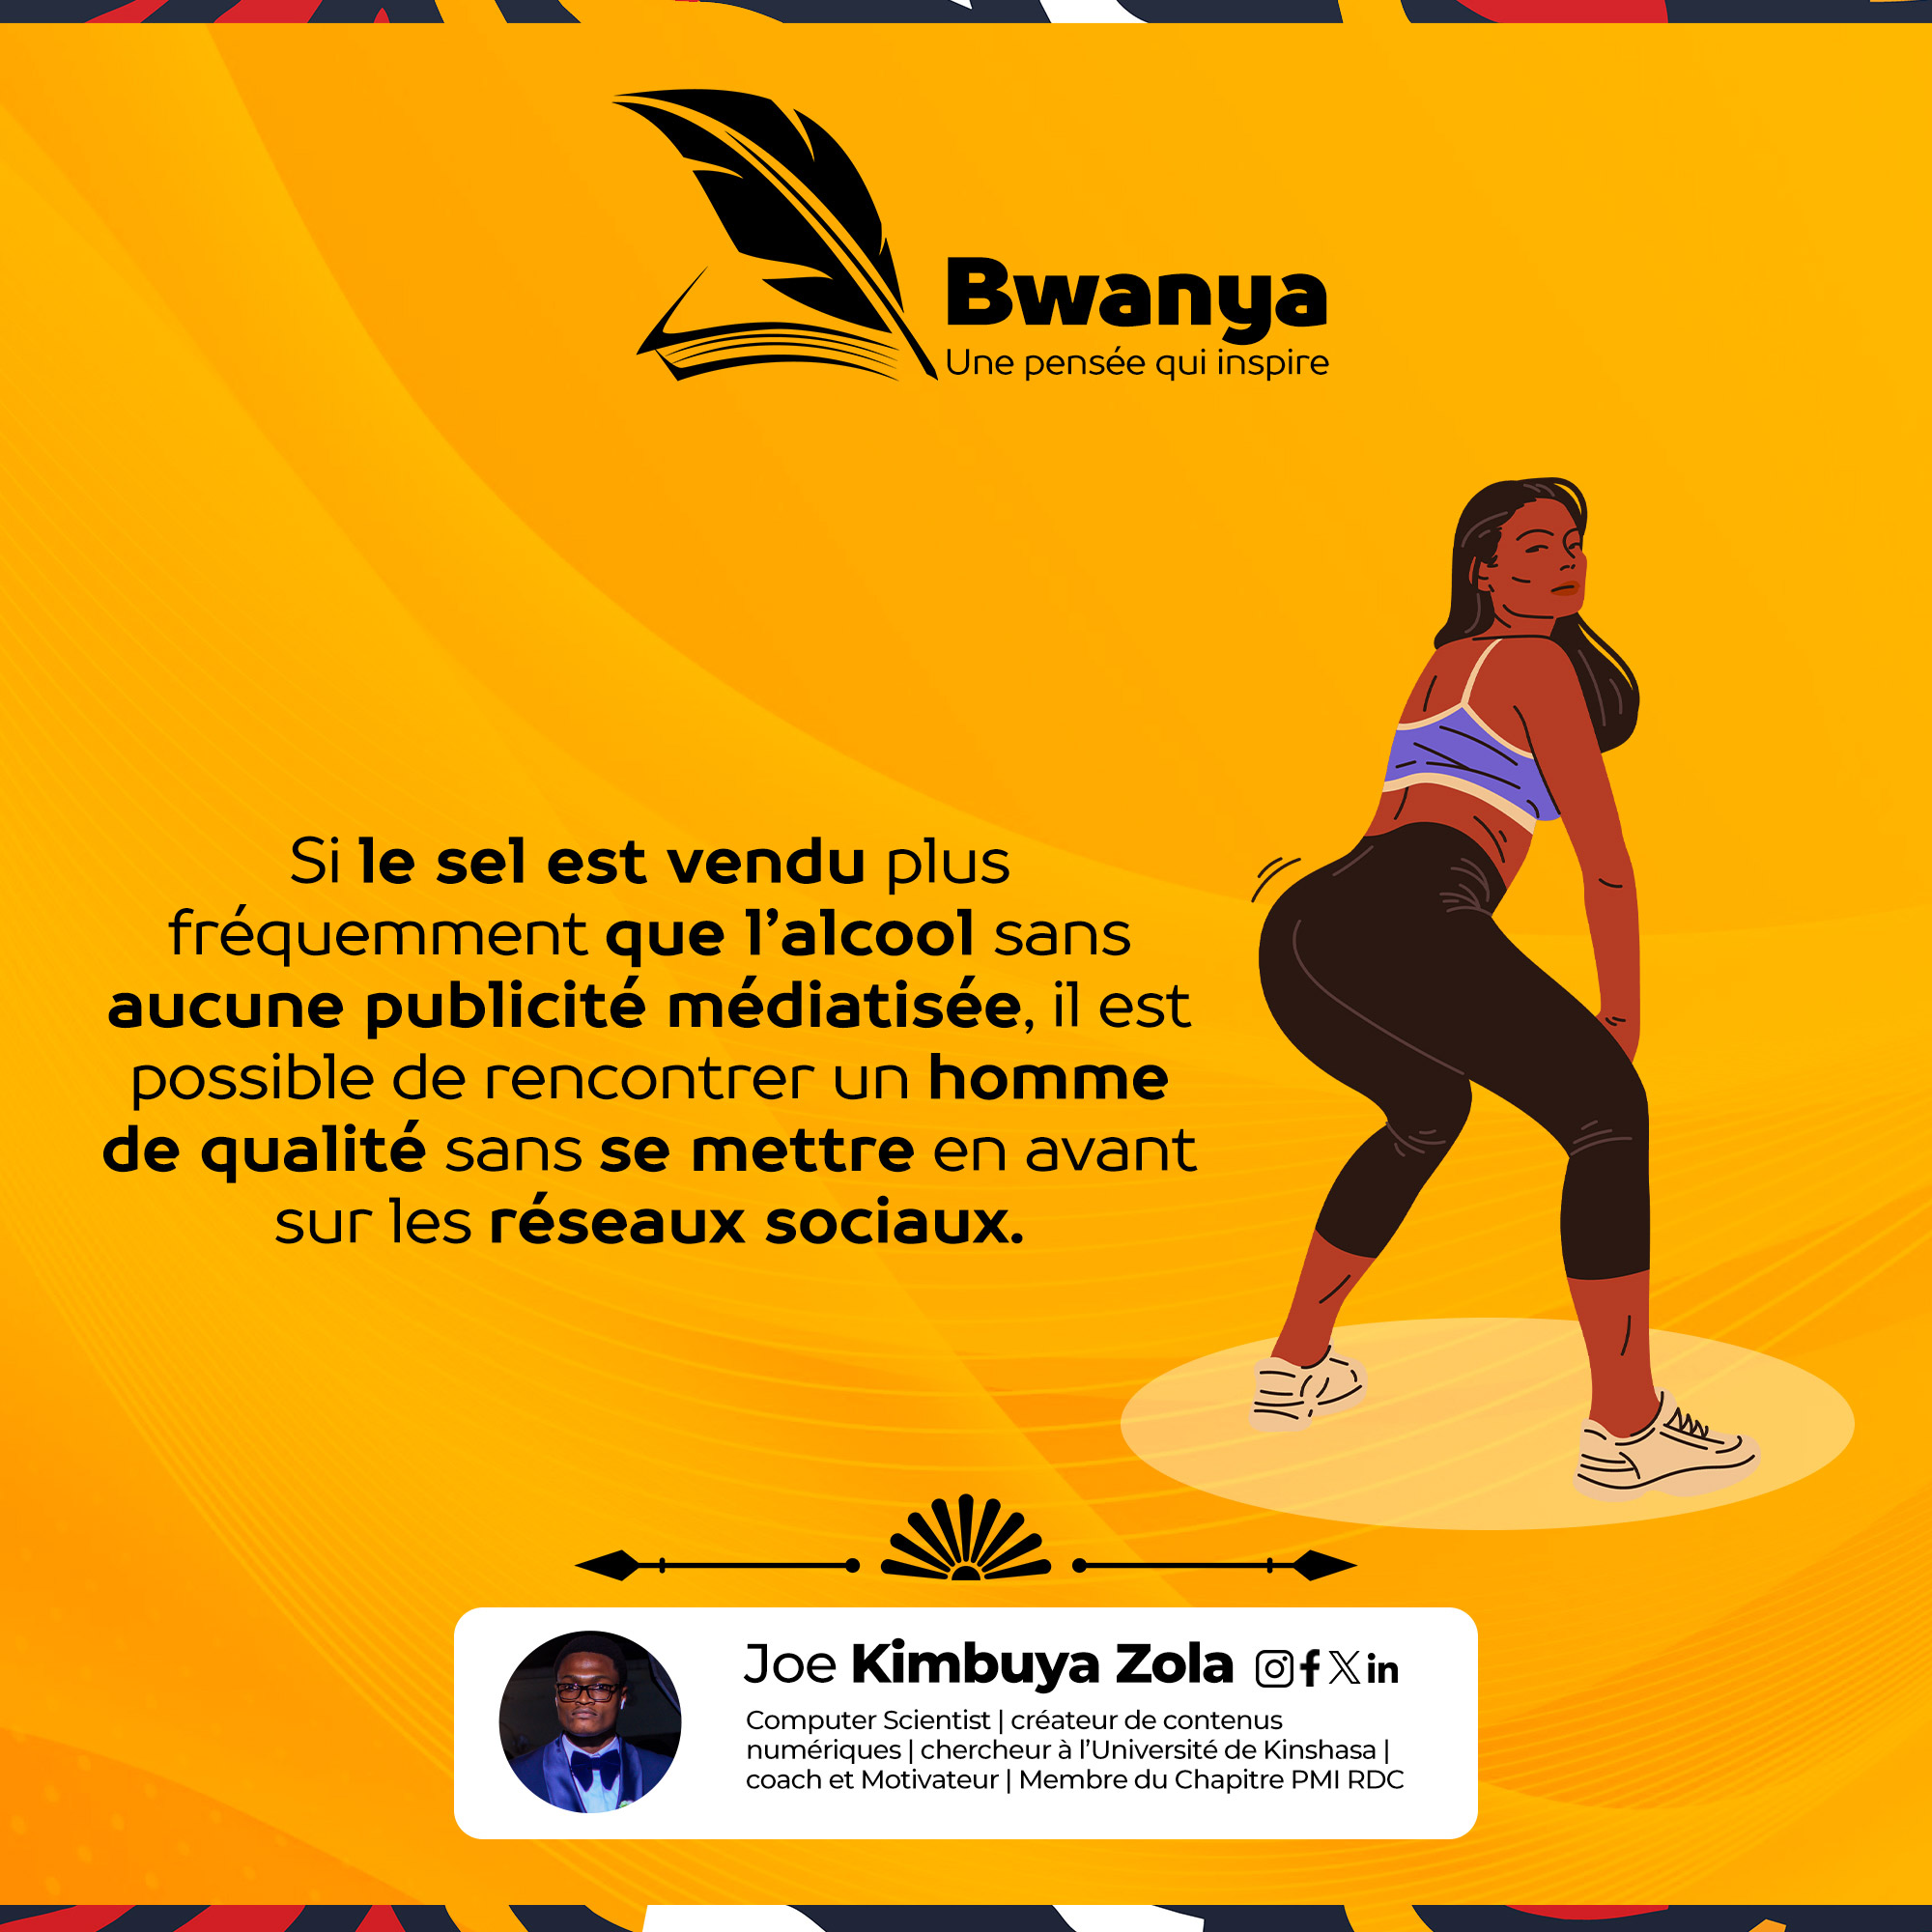 Bwanya
Une pensée qui inspire
Si le sel est vendu plus
fréquemment que l'alcool sans
aucune publicité médiatisée, il est
possible de rencontrer un homme
de qualité sans se mettre en avant
sur les réseaux sociaux.
Joe Kimbuya Zola
Computer Scientist | créateur de contenus
numériques | chercheur à l'Université de Kinshasa |
coach et Motivateur | Membre du Chapitre PMI RDC